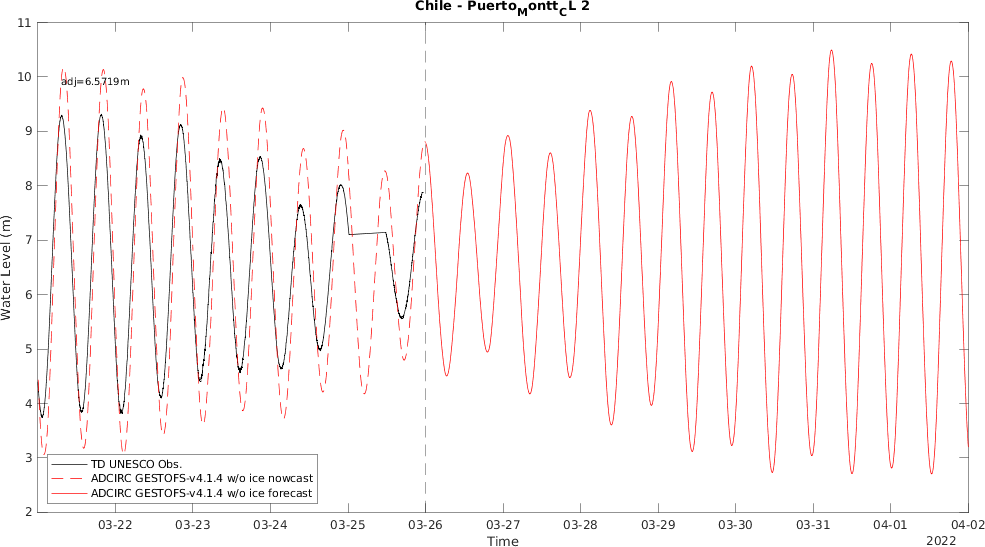 Chile - Puerto_Montt_CL 2
adj=6.5719m
Water Level (m)
11
10
9
8
7
6
5
4
3
2
TD UNESCO Obs.
ADCIRC GESTOFS-v4.1.4 w/o ice nowcast
ADCIRC GESTOFS-v4.1.4 w/o ice forecast
03-22 03-23 03-24 03-25 03-26 03-27 03-28 03-29 03-30 03-31 04-01 04-02
Time
2022